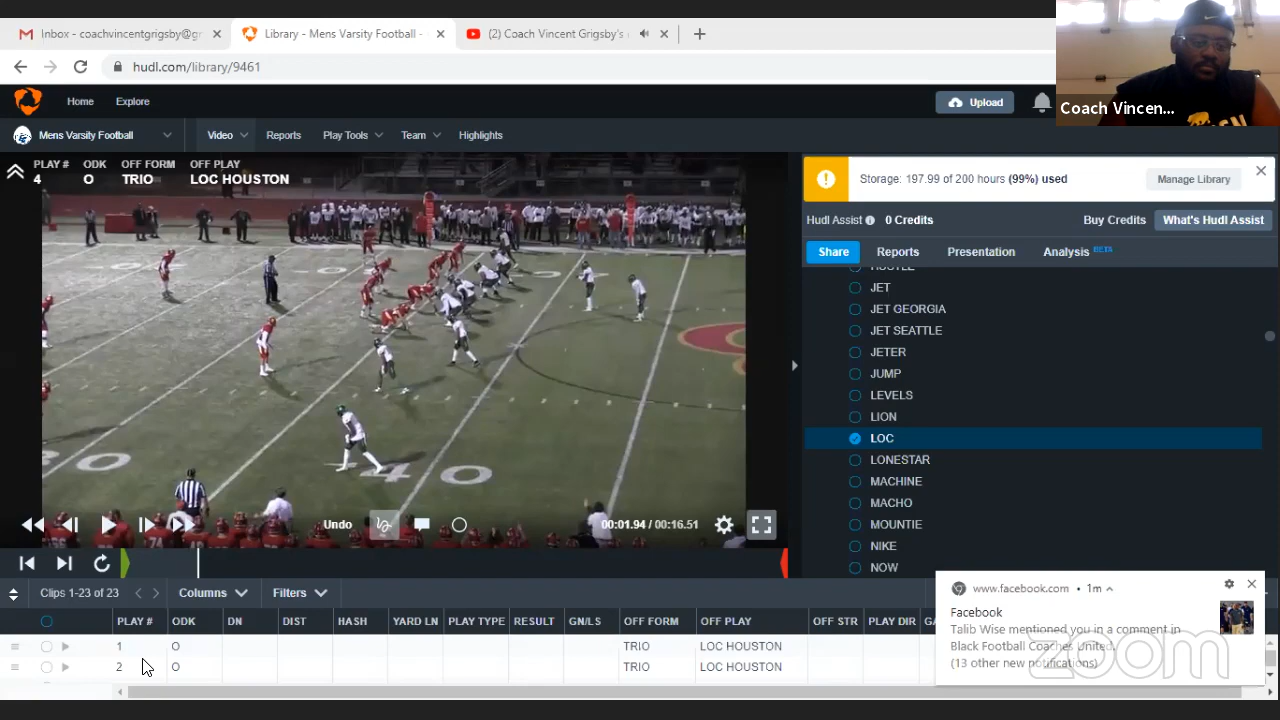 Inbox - coachvincentgrigsby@gr
Library - Mens Varsity Football -
(2) Coach Vincent Grigsby's
hudl.com/library/9461
Coach Vincen...
Home
Explore
Upload
Mens Varsity Football
Video
Reports
Play Tools
Team
Highlights
PLAY # ODK OFF FORM OFF PLAY
4 O TRIO LOC HOUSTON
Storage: 197.99 of 200 hours (99%) used
Manage Library
Hudl Assist 0 Credits
Buy Credits
What's Hudl Assist
Share
Reports
Presentation
Analysis BETA
HUSTLE
JET
JET GEORGIA
JET SEATTLE
JETER
JUMP
LEVELS
LION
LOC
LONESTAR
MACHINE
MACHO
MOUNTIE
NIKE
NOW
40
Undo
00:01.94 / 00:16.51
Clips 1-23 of 23
Columns
Filters
PLAY # ODK DN DIST HASH YARD LN PLAY TYPE RESULT GN/LS OFF FORM OFF PLAY OFF STR PLAY DIR GA
1 O TRIO LOC HOUSTON
2 O TRIO LOC HOUSTON
www.facebook.com • 1m
Facebook
Talib Wise mentioned you in a comment in
Black Football Coaches United.
(13 other new notifications)
zoom